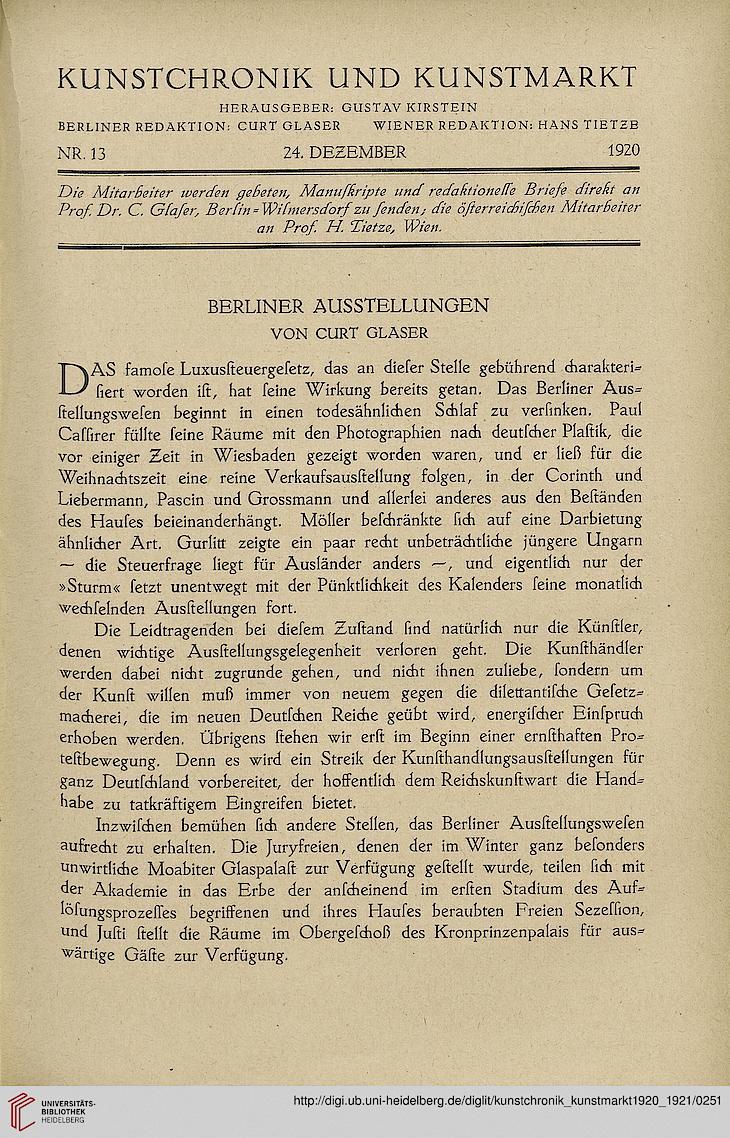 KUNSTCHRONIK UND KUNSTMARKT
HERAUSGEBER: GUSTAV KIRSTEIN
BERLINER REDAKTION: CURT GLASER WIENER REDAKTION: HANS TIETZE
NR. 13 24. DEZEMBER 1920
Die Mitarbeiter werden gebeten, Manuſkripte und redaktionelle Briefe direkt an
Prof. Dr. C. Glaſer, Berlin=Wilmersdorf zu ſenden; die öſterreichiſchen Mitarbeiter
an Prof. H. Tietze, Wien.
BERLINER AUSSTELLUNGEN
VON CURT GLASER
DAS famoſe Luxusſteuergeſetz, das an dieſer Stelle gebührend charakteri=
ſiert worden iſt, hat ſeine Wirkung bereits getan. Das Berliner Aus=
ſtellungsweſen beginnt in einen todesähnlichen Schlaf zu verſinken. Paul
Caſſirer füllte ſeine Räume mit den Photographien nach deutſcher Plaſtik, die
vor einiger Zeit in Wiesbaden gezeigt worden waren, und er ließ für die
Weihnachtszeit eine reine Verkaufsausſtellung folgen, in der Corinth und
Liebermann, Pascin und Grossmann und allerlei anderes aus den Beſtänden
des Hauſes beieinanderhängt. Möller beſchränkte ſich auf eine Darbietung
ähnlicher Art. Gurlitt zeigte ein paar recht unbeträchtliche jüngere Ungarn
— die Steuerfrage liegt für Ausländer anders —, und eigentlich nur der
»Sturm« ſetzt unentwegt mit der Pünktlichkeit des Kalenders ſeine monatlich
wechſelnden Ausſtellungen fort.
Die Leidtragenden bei dieſem Zuſtand ſind natürlich nur die Künſtler,
denen wichtige Ausſtellungsgelegenheit verloren geht. Die Kunſthändler
werden dabei nicht zugrunde gehen, und nicht ihnen zuliebe, ſondern um
der Kunſt willen muß immer von neuem gegen die dilettantiſche Geſetz=
macherei, die im neuen Deutſchen Reiche geübt wird, energiſcher Einſpruch
erhoben werden. Übrigens ſtehen wir erſt im Beginn einer ernſthaften Pro=
teſtbewegung. Denn es wird ein Streik der Kunſthandlungsausſtellungen für
ganz Deutſchland vorbereitet, der hoffentlich dem Reichskunſtwart die Hand=
habe zu tatkräftigem Eingreifen bietet.
Inzwiſchen bemühen ſich andere Stellen, das Berliner Ausſtellungsweſen
aufrecht zu erhalten. Die Juryfreien, denen der im Winter ganz beſonders
unwirtliche Moabiter Glaspalaſt zur Verfügung geſtellt wurde, teilen ſich mit
der Akademie in das Erbe der anſcheinend im erſten Stadium des Auf=
löſungsprozeſſes begriffenen und ihres Hauſes beraubten Freien Sezeſſion,
und Juſti ſtellt die Räume im Obergeſchoß des Kronprinzenpalais für aus=
wärtige Gäſte zur Verfügung.
UNIVERSITÄTS-
BIBLIOTHEK
HEIDELBERG
http://digi.ub.uni-heidelberg.de/diglit/kunstchronik_kunstmarkt1920_1921/0251